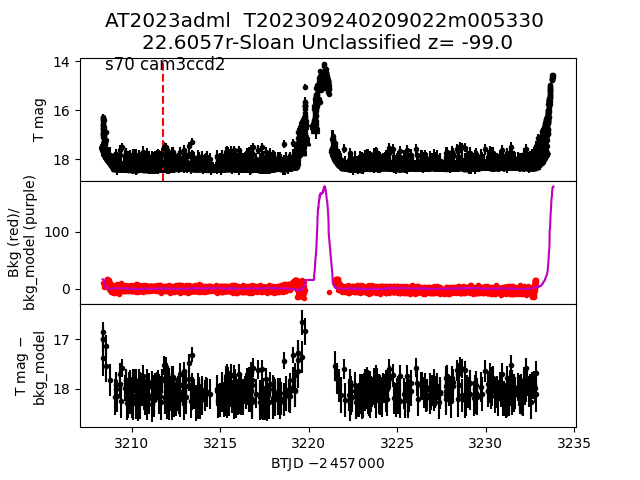 AT2023adml  T202309240209022m005330
22.6057r-Sloan Unclassified z= -99.0
s70 cam3ccd2
14
16
18
T mag
100
0
Bkg (red)/
bkg_model (purple)
17
18
T mag −
bkg_model
3210
3215
3220
3225
3230
3235
BTJD −2 457 000